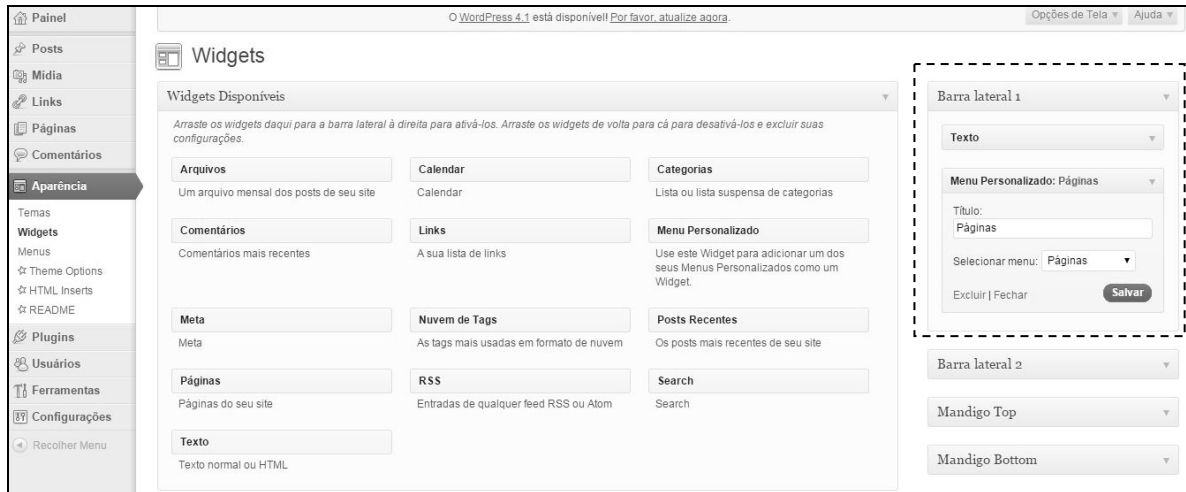 Painel
O WordPress 4.1 está disponível! Por favor, atualize agora.
Opções de Tela
Ajuda
Posts
Mídia
Links
Páginas
Comentários
Aparência
Temas
Widgets
Menus
Theme Options
HTML Inserts
README
Plugins
Usuários
Ferramentas
Configurações
Recolher Menu
Widgets
Widgets Disponíveis
Arraste os widgets daqui para a barra lateral à direita para ativá-los. Arraste os widgets de volta para cá para desativá-los e excluir suas
configurações.
Arquivos
Calendar
Categorias
Um arquivo mensal dos posts de seu site
Calendar
Lista ou lista suspensa de categorias
Comentários
Links
Menu Personalizado
Comentários mais recentes
A sua lista de links
Use este Widget para adicionar um dos
seus Menus Personalizados como um
Widget.
Meta
Nuvem de Tags
Posts Recentes
Meta
As tags mais usadas em formato de nuvem
Os posts mais recentes de seu site
Páginas
RSS
Search
Páginas do seu site
Entradas de qualquer feed RSS ou Atom
Search
Texto
Texto normal ou HTML
Barra lateral 1
Texto
Menu Personalizado: Páginas
Título:
Páginas
Selecionar menu: Páginas
Excluir | Fechar
Salvar
Barra lateral 2
Mandigo Top
Mandigo Bottom